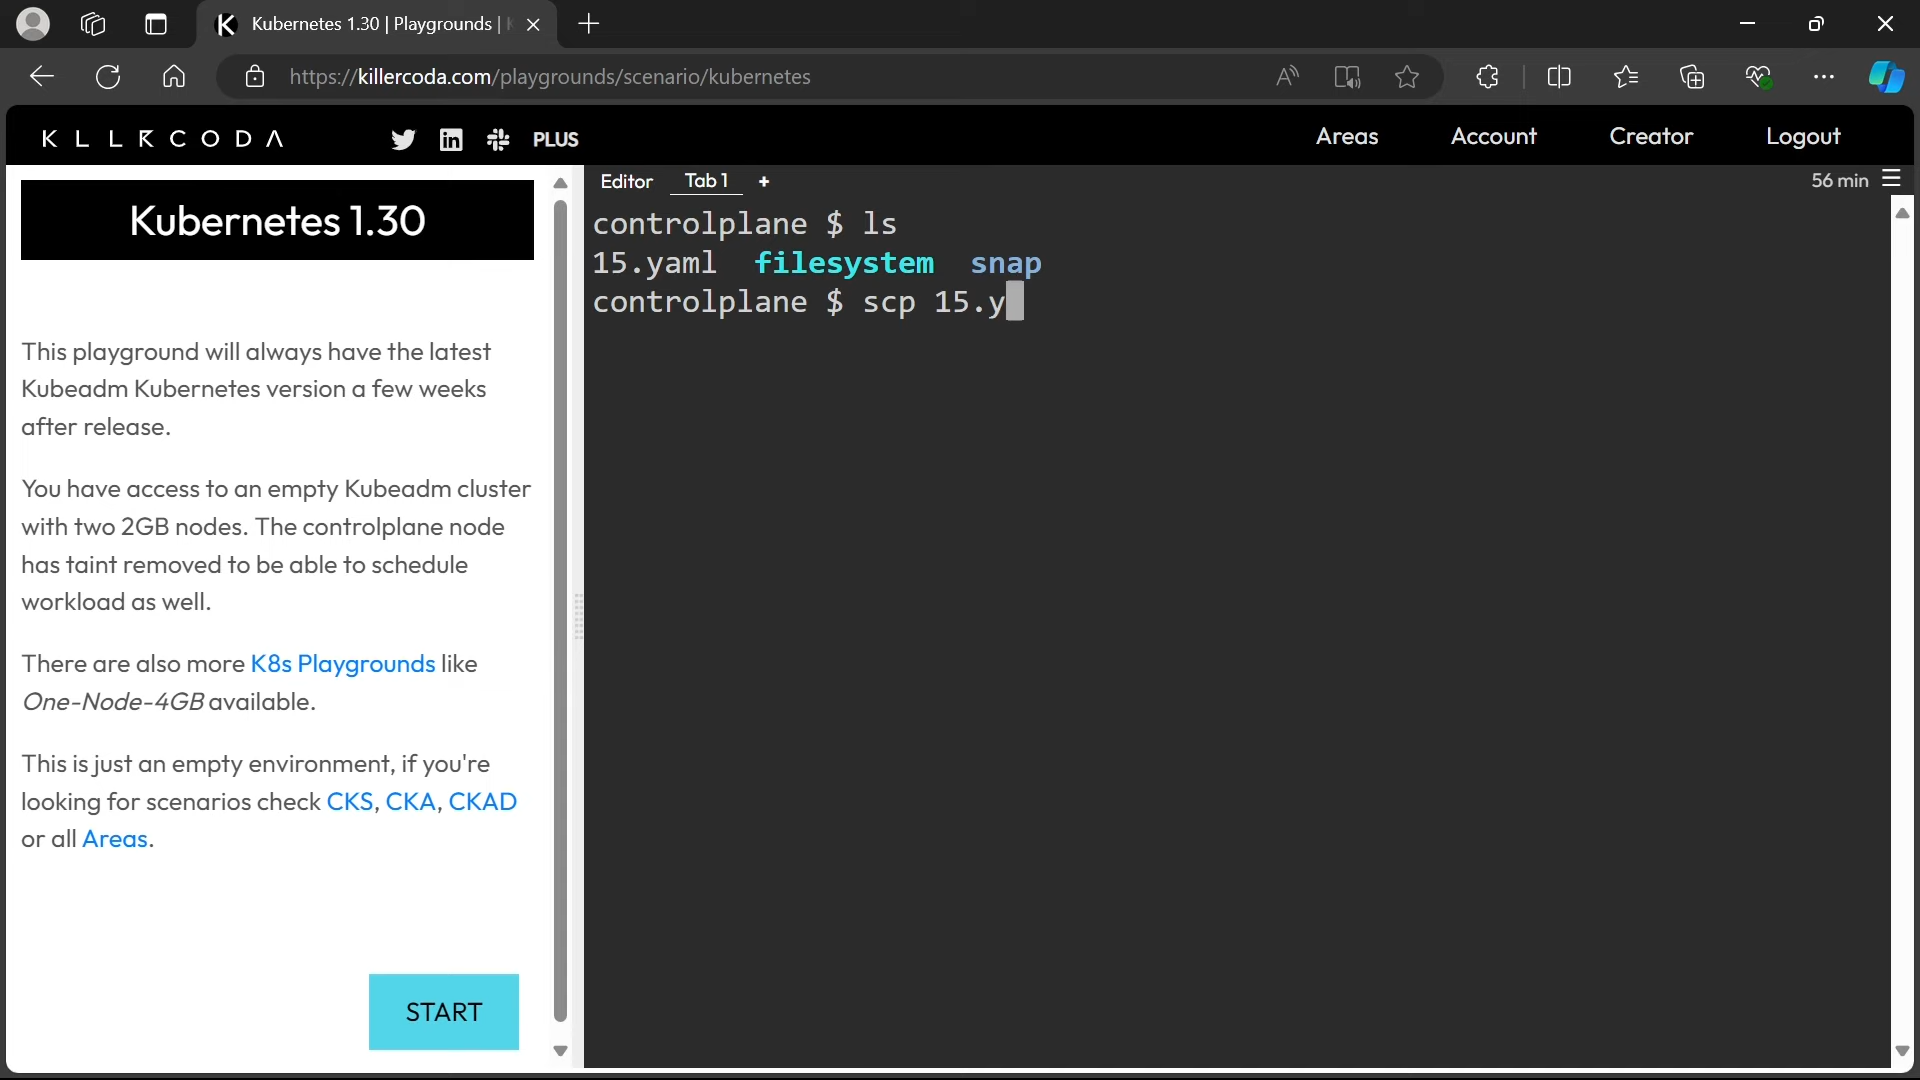 Kubernetes 1.30 | Playgrounds |
https://killercoda.com/playgrounds/scenario/kubernetes
KLLRCODA PLUS Areas Account Creator Logout
Kubernetes 1.30
This playground will always have the latest
Kubeadm Kubernetes version a few weeks
after release.
You have access to an empty Kubeadm cluster
with two 2GB nodes. The controlplane node
has taint removed to be able to schedule
workload as well.
There are also more K8s Playgrounds like
One-Node-4GB available.
This is just an empty environment, if you're
looking for scenarios check CKS, CKA, CKAD
or all Areas.
START
Editor Tab 1 + 56 min
controlplane $ ls
15.yaml filesystem snap
controlplane $ scp 15.y